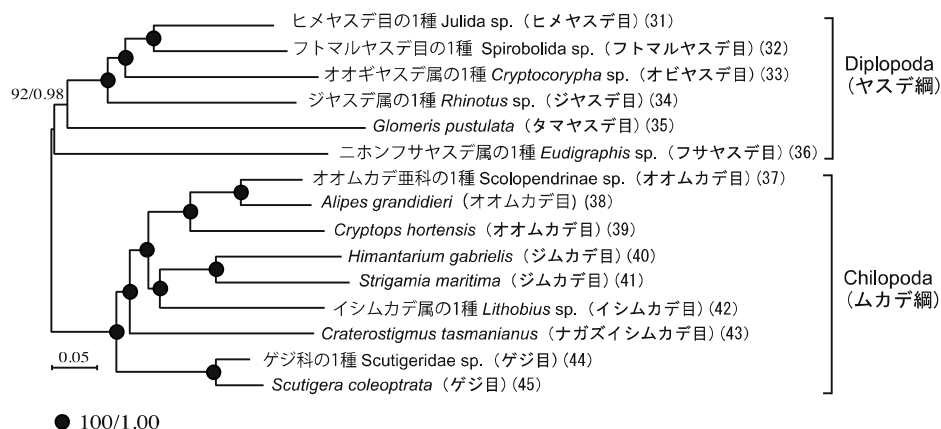 ヒメヤスデ目の1種 Julida sp.（ヒメヤスデ目）(31)
フトマルヤスデ目の1種 Spirobolida sp.（フトマルヤスデ目）(32)
オオギヤスデ属の1種 Cryptocorypha sp.（オビヤスデ目）(33)
ジヤスデ属の1種 Rhinotus sp.（ジヤスデ目）(34)
92/0.98
Glomeris pustulata（タマヤスデ目）(35)
ニホンフサヤスデ属の1種 Eudigraphis sp.（フサヤスデ目）(36)
Diplopoda
（ヤスデ綱）
オオムカデ亜科の1種 Scolopendrinae sp.（オオムカデ目）(37)
Alipes grandidieri（オオムカデ目）(38)
Cryptops hortensis（オオムカデ目）(39)
Himantarium gabrielis（ジムカデ目）(40)
Strigamia maritima（ジムカデ目）(41)
イシムカデ属の1種 Lithobius sp.（イシムカデ目）(42)
Craterostigmus tasmanianus（ナガズイシムカデ目）(43)
ゲジ科の1種 Scutigeridae sp.（ゲジ目）(44)
Scutigera coleoptrata（ゲジ目）(45)
Chilopoda
（ムカデ綱）
0.05
100/1.00